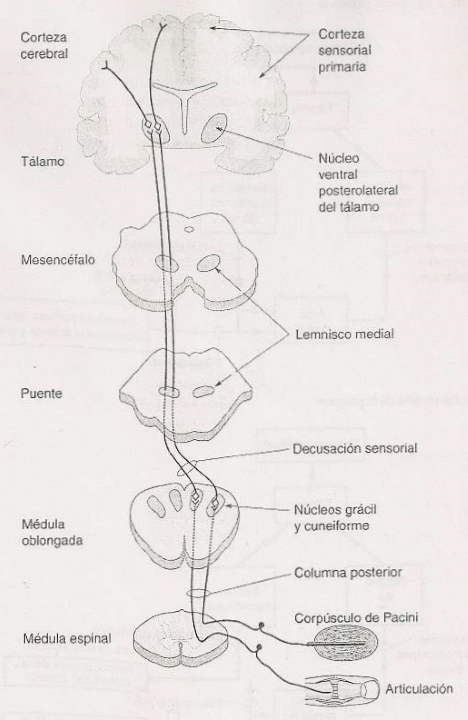 Corteza
cerebral
Corteza
sensorial
primaria
Tálamo
Núcleo
ventral
posterolateral
del tálamo
Mesencéfalo
Lemnisco medial
Puente
Decusación sensorial
Núcleos grácil
y cuneiforme
Médula
oblongada
Columna posterior
Corpúsculo de Pacini
Médula espinal
Articulación